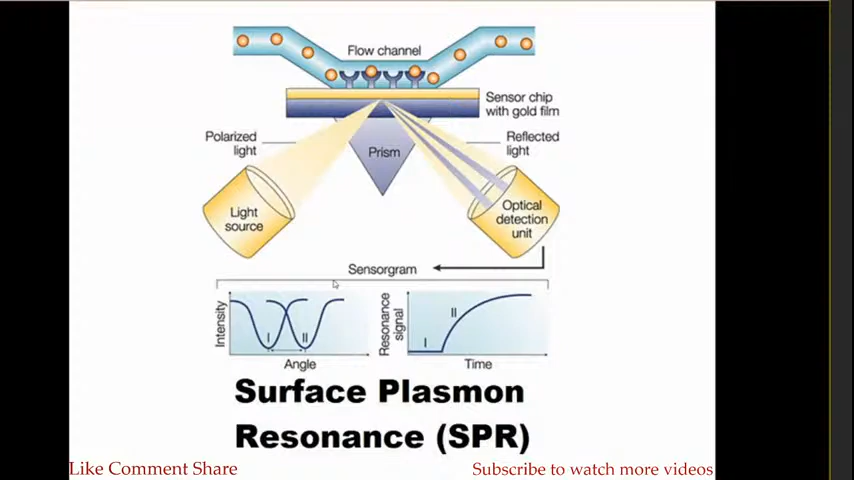 Flow channel
Sensor chip
with gold film
Polarized
light
Reflected
light
Prism
Light
source
Optical
detection
unit
Sensorgram
Intensity
I
II
Angle
Resonance
signal
I
II
Time
Surface Plasmon
Resonance (SPR)
Like Comment Share
Subscribe to watch more videos